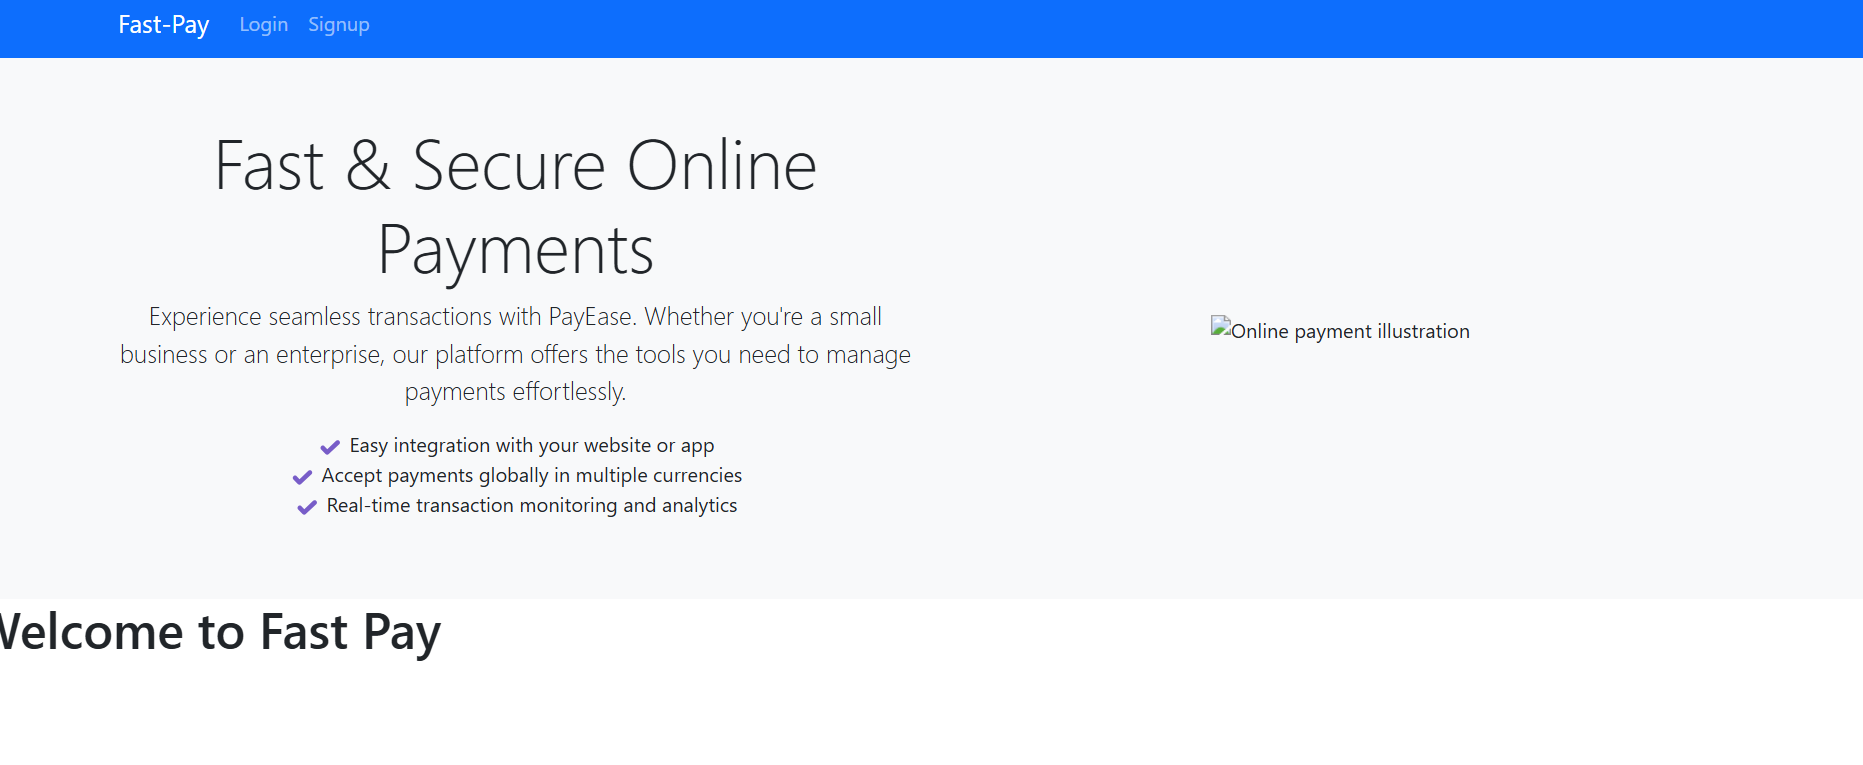 Fast-Pay Login Signup
Fast & Secure Online
Payments
Experience seamless transactions with PayEase. Whether you're a small
business or an enterprise, our platform offers the tools you need to manage
payments effortlessly.
Easy integration with your website or app
Accept payments globally in multiple currencies
Real-time transaction monitoring and analytics
Online payment illustration
Welcome to Fast Pay